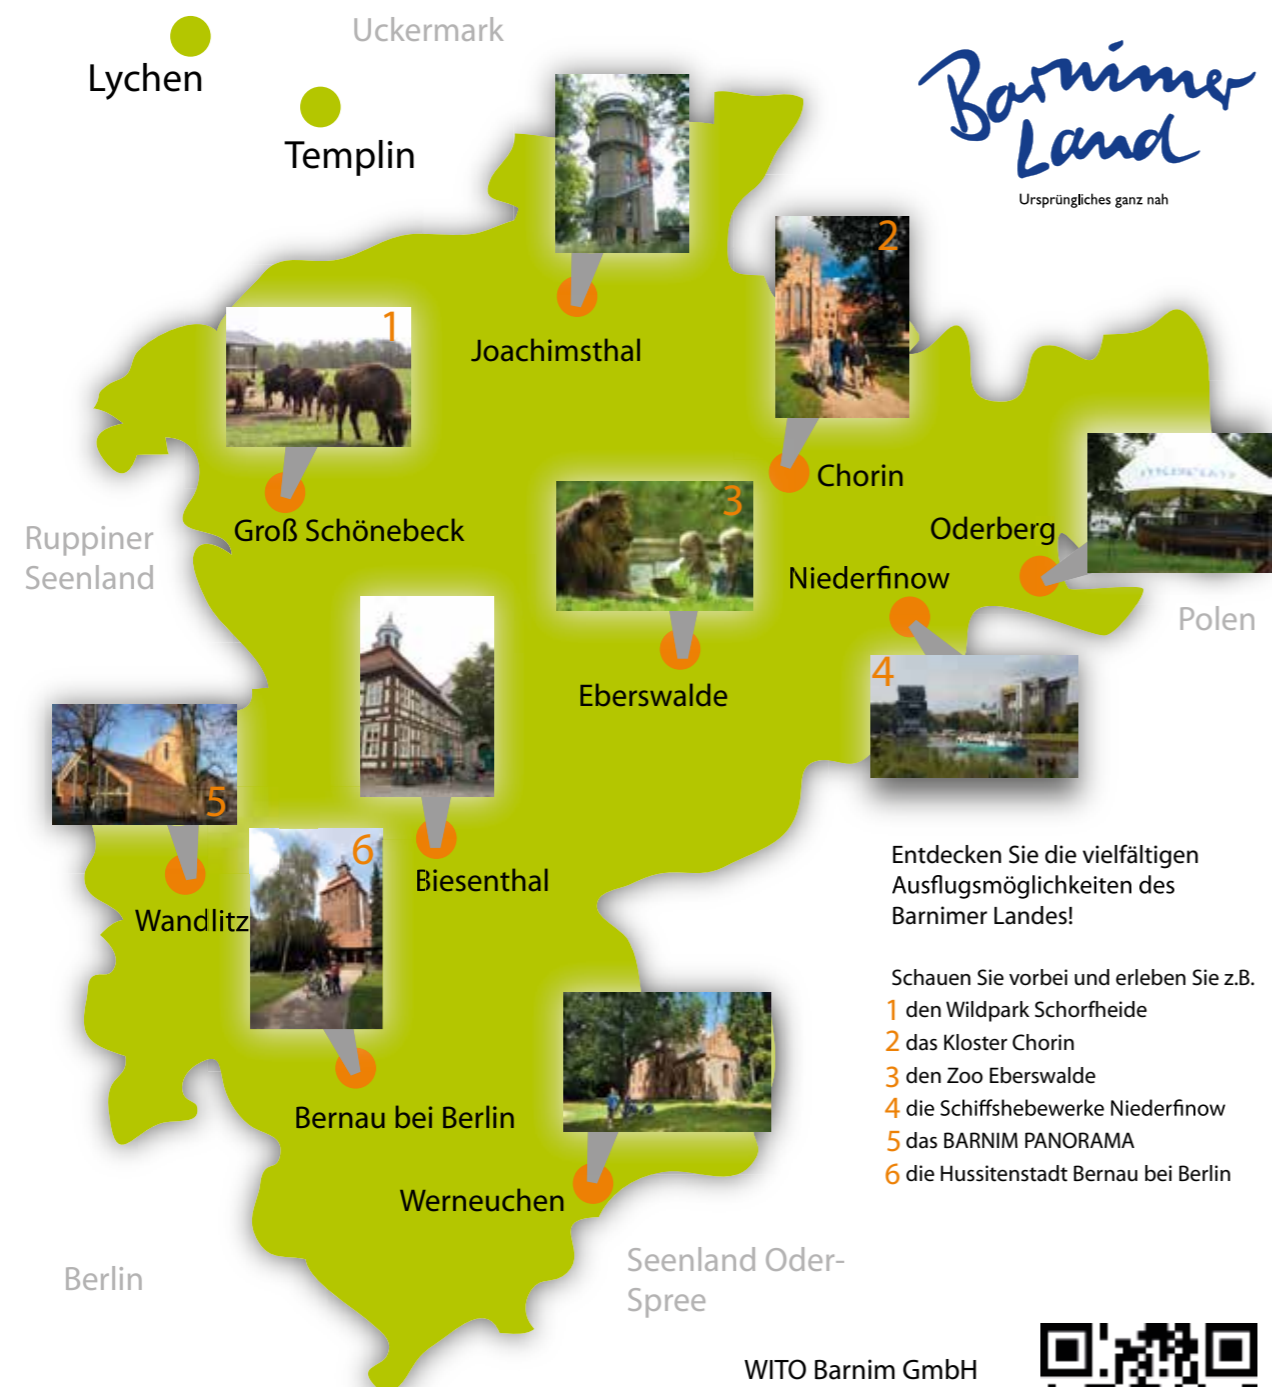 Uckermark
Lychen
Templin
Barnimer
Land
Ursprüngliches ganz nah
2
1
Joachimsthal
Chorin
3
Groß Schönebeck
Oderberg
Ruppiner
Seenland
Niederfinow
Polen
4
Eberswalde
5
6
Biesenthal
Wandlitz
Entdecken Sie die vielfältigen
Ausflugsmöglichkeiten des
Barnimer Landes!
Schauen Sie vorbei und erleben Sie z.B.
1 den Wildpark Schorfheide
2 das Kloster Chorin
3 den Zoo Eberswalde
4 die Schiffshebewerke Niederfinow
5 das BARNIM PANORAMA
6 die Hussitenstadt Bernau bei Berlin
Bernau bei Berlin
Werneuchen
Berlin
Seenland Oder-
Spree
WITO Barnim GmbH